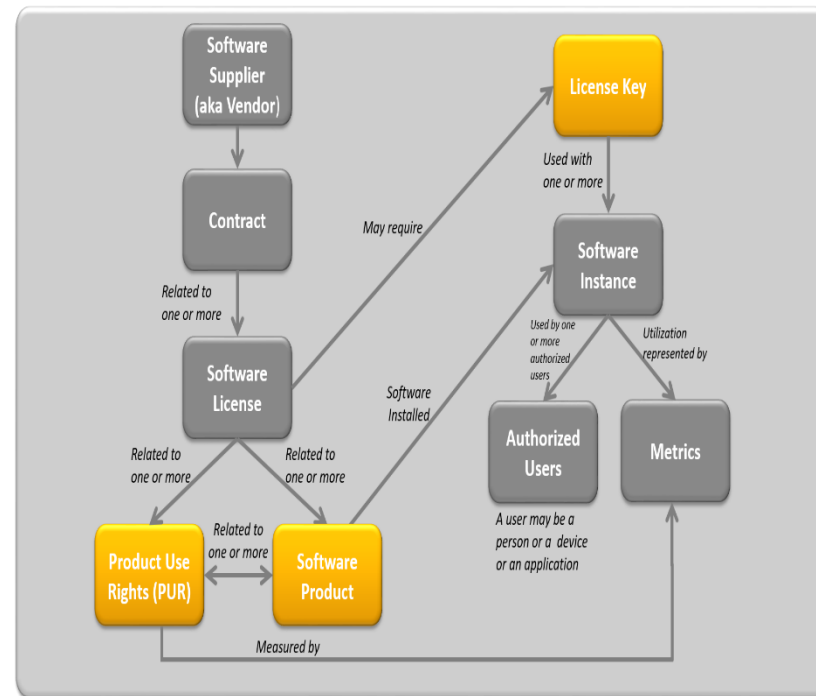 Software
Supplier
(aka Vendor)
License Key
Used with
one or more
Contract
May require
Software
Instance
Related to
one or more
Used by one
or more
authorized
users
Utilization
represented by
Software
License
Software
Installed
Authorized
Users
Metrics
Related to
one or more
Related to
one or more
A user may be a
person or a device
or an application
Product Use
Rights (PUR)
Related to
one or more
Software
Product
Measured by